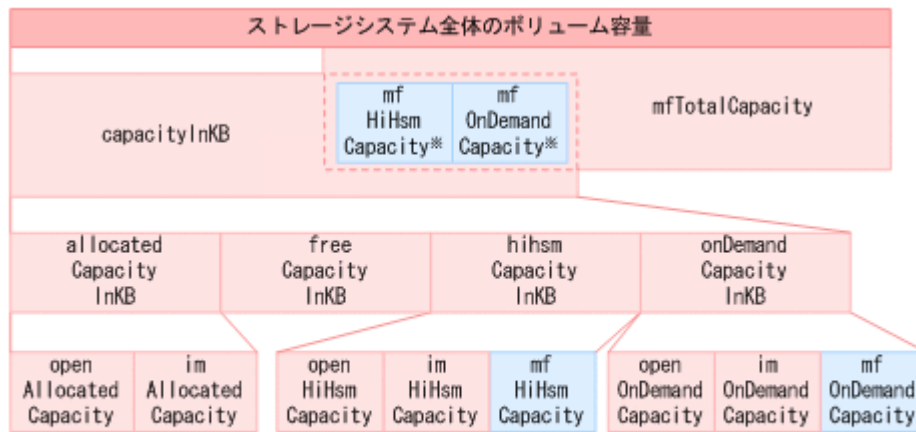 ストレージシステム全体のボリューム容量
capacityInKB
mf
HiHsm
Capacity※
mf
OnDemand
Capacity※
mfTotalCapacity
allocated
Capacity
InKB
free
Capacity
InKB
hihsm
Capacity
InKB
onDemand
Capacity
InKB
open
Allocated
Capacity
im
Allocated
Capacity
open
HiHsm
Capacity
im
HiHsm
Capacity
mf
HiHsm
Capacity
open
OnDemand
Capacity
im
OnDemand
Capacity
mf
OnDemand
Capacity